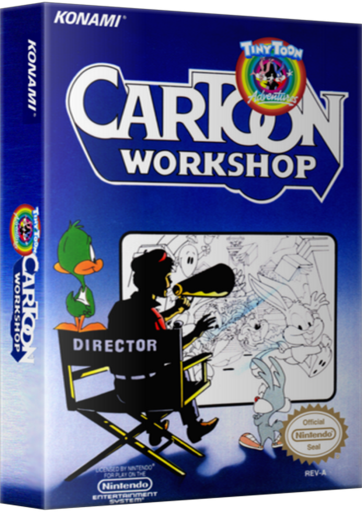 KONAMI®
TINY TOON
Adventures
CARTOON
WORKSHOP
DIRECTOR
LICENSED BY NINTENDO®
FOR PLAY ON THE
Nintendo
ENTERTAINMENT
SYSTEM®
Official
Nintendo
Seal
REV-A
KONAMI®
TINY TOON
CARTOON
WORKSHOP